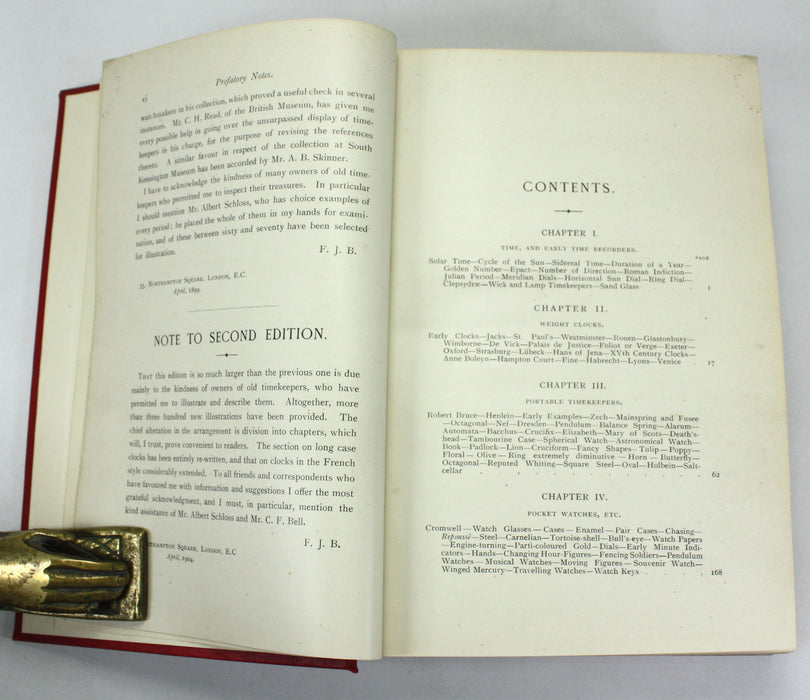 vi
Prefatory Notes.
watchmakers in his collection, which proved a useful check in several
instances. Mr. C. H. Read, of the British Museum, has given me
every possible help in going over the unsurpassed display of time-
keepers in his charge, for the purpose of revising the references
thereto. A similar favour in respect of the collection at South
Kensington Museum has been accorded by Mr. A. B. Skinner.
I have to acknowledge the kindness of many owners of old time-
keepers who permitted me to inspect their treasures. In particular
I should mention Mr. Albert Schloss, who has choice examples of
every period; he placed the whole of them in my hands for exami-
nation, and of these between sixty and seventy have been selected
for illustration.
F. J. B.
35 Northampton Square, London, E.C.
April, 1899.
NOTE TO SECOND EDITION.
That this edition is so much larger than the previous one is due
mainly to the kindness of owners of old timekeepers, who have
permitted me to illustrate and describe them. Altogether, more
than three hundred new illustrations have been provided. The
chief alteration in the arrangement is division into chapters, which
will, I trust, prove convenient to readers. The section on long case
clocks has been entirely re-written, and that on clocks in the French
style considerably extended. To all friends and correspondents who
have favoured me with information and suggestions I offer the most
grateful acknowledgment, and I must, in particular, mention the
kind assistance of Mr. Albert Schloss and Mr. C. F. Bell.
F. J. B.
Square, London, E.C
April, 1904.
CONTENTS.
CHAPTER I.
TIME, AND EARLY TIME RECORDERS.
PAGE
Solar Time—Cycle of the Sun—Sidereal Time—Duration of a Year—
Golden Number—Epact—Number of Direction—Roman Indiction—
Julian Period—Meridian Dials—Horizontal Sun Dial—Ring Dial—
Clepsydræ—Wick and Lamp Timekeepers—Sand Glass . 1
CHAPTER II.
WEIGHT CLOCKS.
Early Clocks—Jacks—St. Paul's—Westminster—Rouen—Glastonbury—
Wimborne—De Vick—Palais de Justice—Foliot or Verge—Exeter—
Oxford—Strasburg—Lübeck—Hans of Jena—XVth Century Clocks—
Anne Boleyn—Hampton Court—Fine—Habrecht—Lyons—Venice . 17
CHAPTER III.
PORTABLE TIMEKEEPERS.
Robert Bruce—Henlein—Early Examples—Zech—Mainspring and Fusee
—Octagonal—Nef—Dresden—Pendulum—Balance Spring—Alarum—
Automata—Bacchus—Crucifix—Elizabeth—Mary of Scots—Death's-
head—Tambourine Case—Spherical Watch—Astronomical Watch—
Book—Padlock—Lion—Cruciform—Fancy Shapes—Tulip—Poppy—
Floral—Olive—Ring extremely diminutive—Horn—Butterfly—
Octagonal—Reputed Whiting—Square Steel—Oval—Holbein—Salt-
cellar . . . . . . . 62
CHAPTER IV.
POCKET WATCHES, ETC.
Cromwell—Watch Glasses—Cases—Enamel—Pair Cases—Chasing—
Repoussé—Steel—Carnelian—Tortoise-shell—Bull's-eye—Watch Papers
—Engine-turning—Parti-coloured Gold—Dials—Early Minute Indi-
cators—Hands—Changing Hour-Figures—Fencing Soldiers—Pendulum
Watches—Musical Watches—Moving Figures—Souvenir Watch—
Winged Mercury—Travelling Watches—Watch Keys . . . . . 168